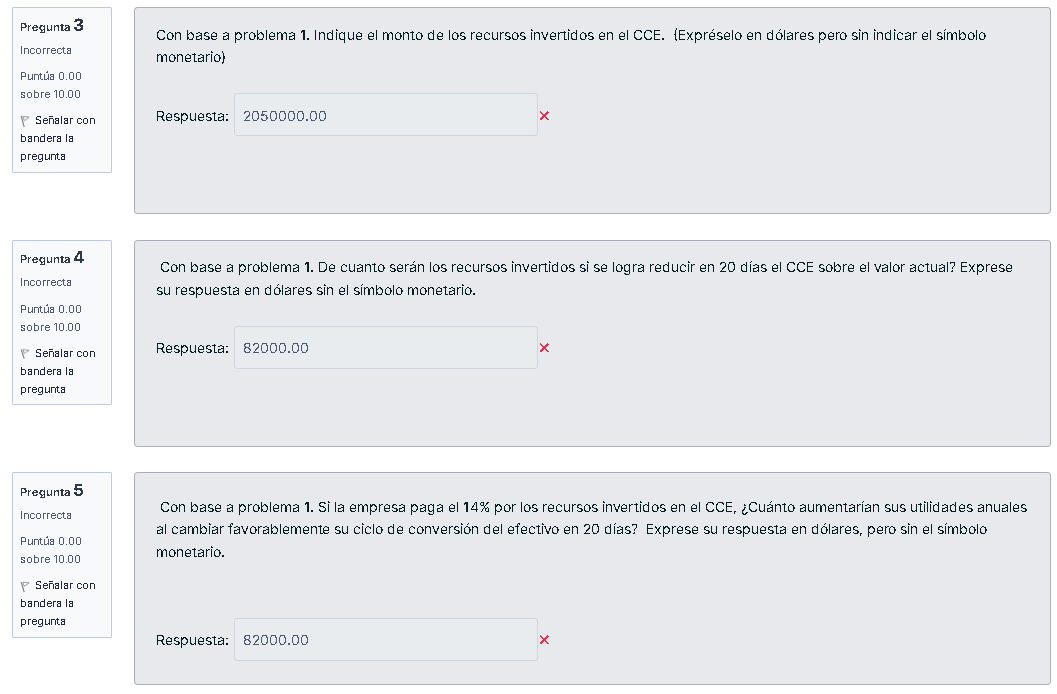 Pregunta 3
Incorrecta
Puntúa 0.00
sobre 10.00
Señalar con
bandera la
pregunta
Con base a problema 1. Indique el monto de los recursos invertidos en el CCE. (Expréselo en dólares pero sin indicar el símbolo
monetario)
Respuesta: 2050000.00
Pregunta 4
Incorrecta
Puntúa 0.00
sobre 10.00
Señalar con
bandera la
pregunta
Con base a problema 1. De cuanto serán los recursos invertidos si se logra reducir en 20 días el CCE sobre el valor actual? Exprese
su respuesta en dólares sin el símbolo monetario.
Respuesta: 82000.00
Pregunta 5
Incorrecta
Puntúa 0.00
sobre 10.00
Señalar con
bandera la
pregunta
Con base a problema 1. Si la empresa paga el 14% por los recursos invertidos en el CCE, ¿Cuánto aumentarían sus utilidades anuales
al cambiar favorablemente su ciclo de conversión del efectivo en 20 días? Exprese su respuesta en dólares, pero sin el símbolo
monetario.
Respuesta: 82000.00